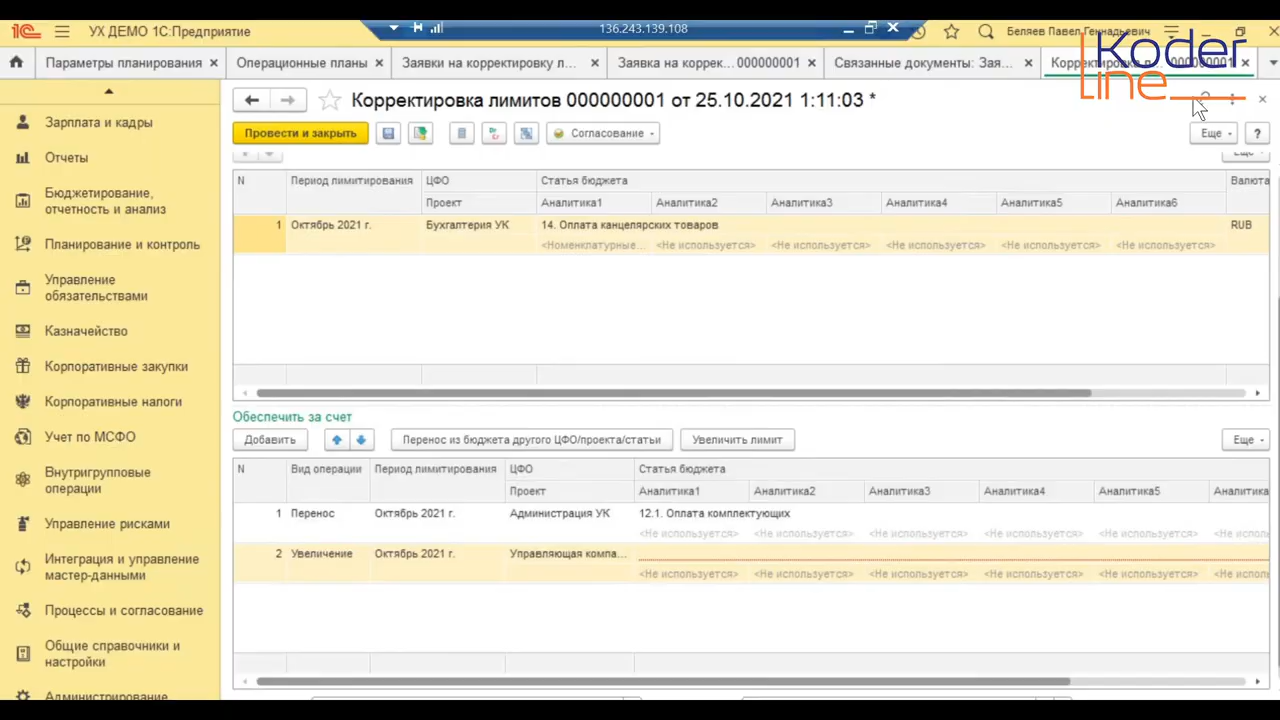 УХ ДЕМО 1С:Предприятие
136.243.139.108
Беляев Павел Геннадьевич
Koder
line
Параметры планирования
Операционные планы
Заявки на корректировку л...
Заявка на коррек...000000001
Связанные документы: Зая...
Корректировка
Корректировка лимитов 000000001 от 25.10.2021 1:11:03 *
Провести и закрыть
Согласование
Еще
?
Зарплата и кадры
Отчеты
Бюджетирование,
отчетность и анализ
Планирование и контроль
Управление
обязательствами
Казначейство
Корпоративные закупки
Корпоративные налоги
Учет по МСФО
Внутригрупповые
операции
Управление рисками
Интеграция и управление
мастер-данными
Процессы и согласование
Общие справочники и
настройки
Администрирование
Еще
N Период лимитирования ЦФО Статья бюджета Валюта
Проект Аналитика1 Аналитика2 Аналитика3 Аналитика4 Аналитика5 Аналитика6
1 Октябрь 2021 г. Бухгалтерия УК 14. Оплата канцелярских товаров RUB
<Номенклатурные... <Не используется> <Не используется> <Не используется> <Не используется> <Не используется>
Обеспечить за счет
Добавить Перенос из бюджета другого ЦФО/проекта/статьи Увеличить лимит Еще
N Вид операции Период лимитирования ЦФО Статья бюджета
Проект Аналитика1 Аналитика2 Аналитика3 Аналитика4 Аналитика5 Аналитика
1 Перенос Октябрь 2021 г. Администрация УК 12.1. Оплата комплектующих
<Не используется> <Не используется> <Не используется> <Не используется> <Не используется> <Не исполь
2 Увеличение Октябрь 2021 г. Управляющая компа...
<Не используется> <Не используется> <Не используется> <Не используется> <Не используется> <Не исполь